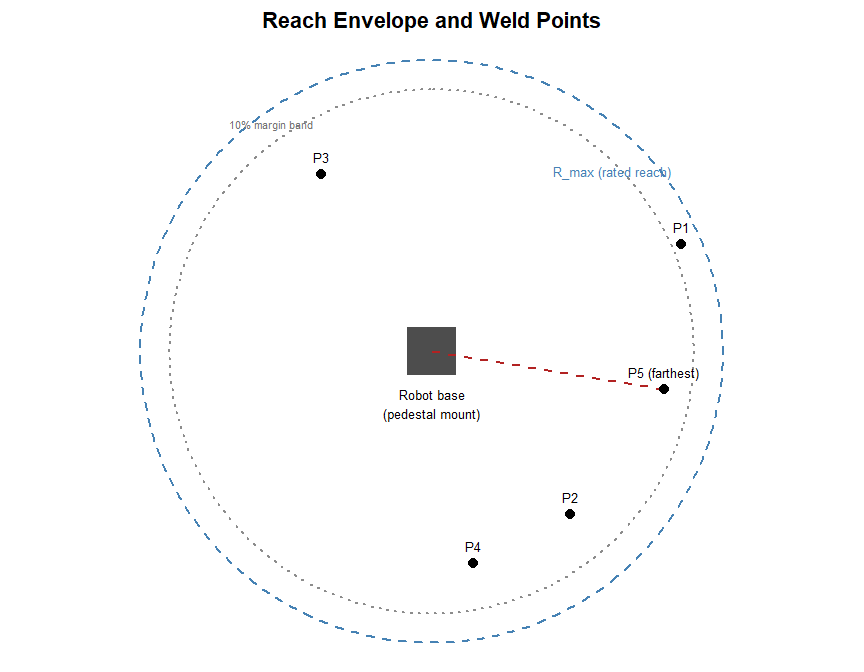 Reach Envelope and Weld Points
10% margin band
P3
R_max (rated reach)
P1
P5 (farthest)
Robot base
(pedestal mount)
P2
P4